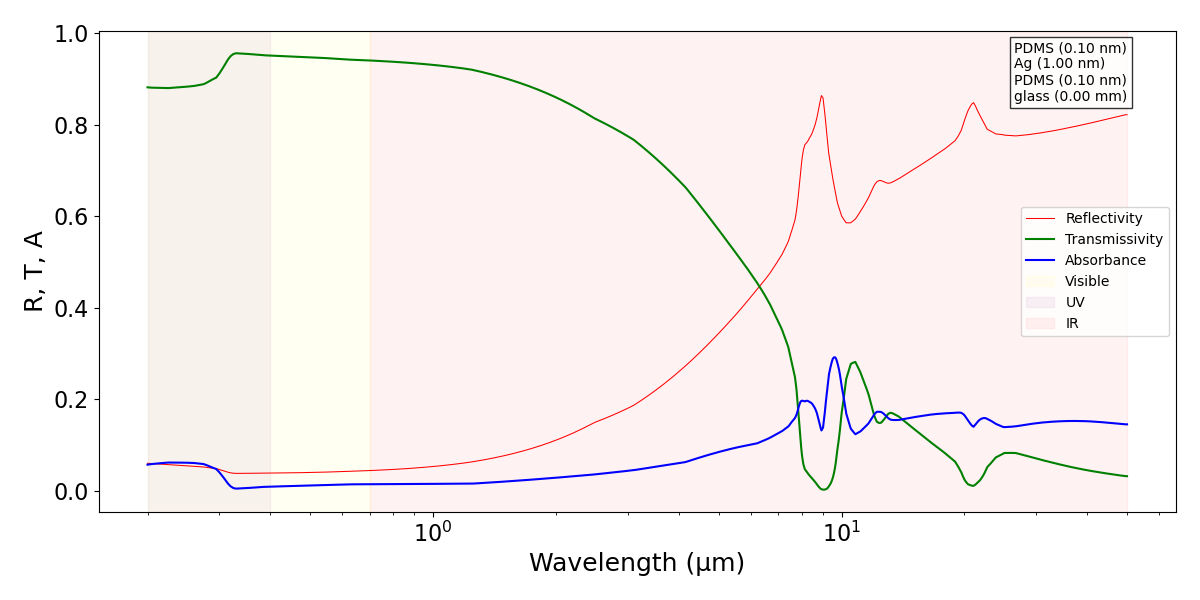 1.0
0.8
0.6
0.4
0.2
0.0
R, T, A
10⁰
10¹
Wavelength (μm)
PDMS (0.10 nm)
Ag (1.00 nm)
PDMS (0.10 nm)
glass (0.00 mm)
Reflectivity
Transmissivity
Absorbance
Visible
UV
IR